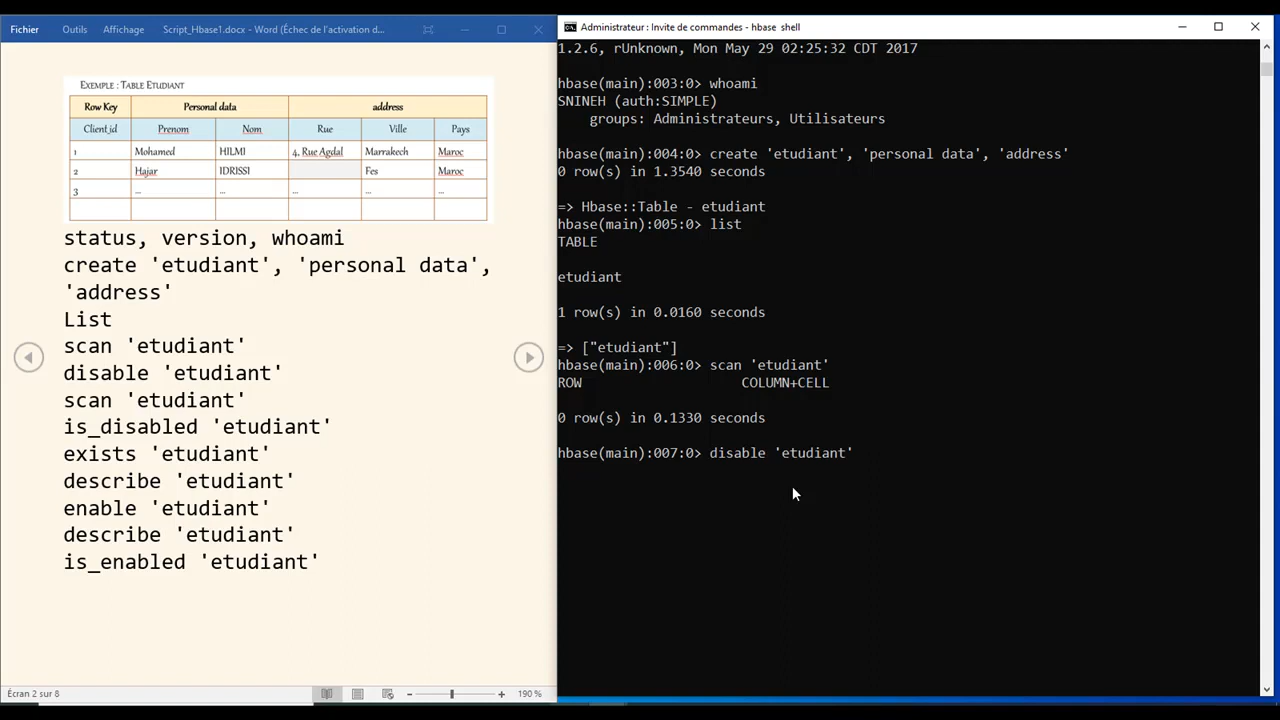 Fichier Outils Affichage Script_Hbase1.docx - Word (Échec de l'activation d...
EXEMPLE : TABLE ETUDIANT
Row Key Personal data address
Client_id Prenom Nom Rue Ville Pays
1 Mohamed HILMI 4, Rue Agdal Marrakech Maroc
2 Hajar IDRISSI Fes Maroc
3 ... ... ... ... ...
status, version, whoami
create 'etudiant', 'personal data',
'address'
List
scan 'etudiant'
disable 'etudiant'
scan 'etudiant'
is_disabled 'etudiant'
exists 'etudiant'
describe 'etudiant'
enable 'etudiant'
describe 'etudiant'
is_enabled 'etudiant'
Écran 2 sur 8 190 %
Administrateur : Invite de commandes - hbase shell
1.2.6, rUnknown, Mon May 29 02:25:32 CDT 2017
hbase(main):003:0> whoami
SNINEH (auth:SIMPLE)
groups: Administrateurs, Utilisateurs
hbase(main):004:0> create 'etudiant', 'personal data', 'address'
0 row(s) in 1.3540 seconds
=> Hbase::Table - etudiant
hbase(main):005:0> list
TABLE
etudiant
1 row(s) in 0.0160 seconds
=> ["etudiant"]
hbase(main):006:0> scan 'etudiant'
ROW COLUMN+CELL
0 row(s) in 0.1330 seconds
hbase(main):007:0> disable 'etudiant'